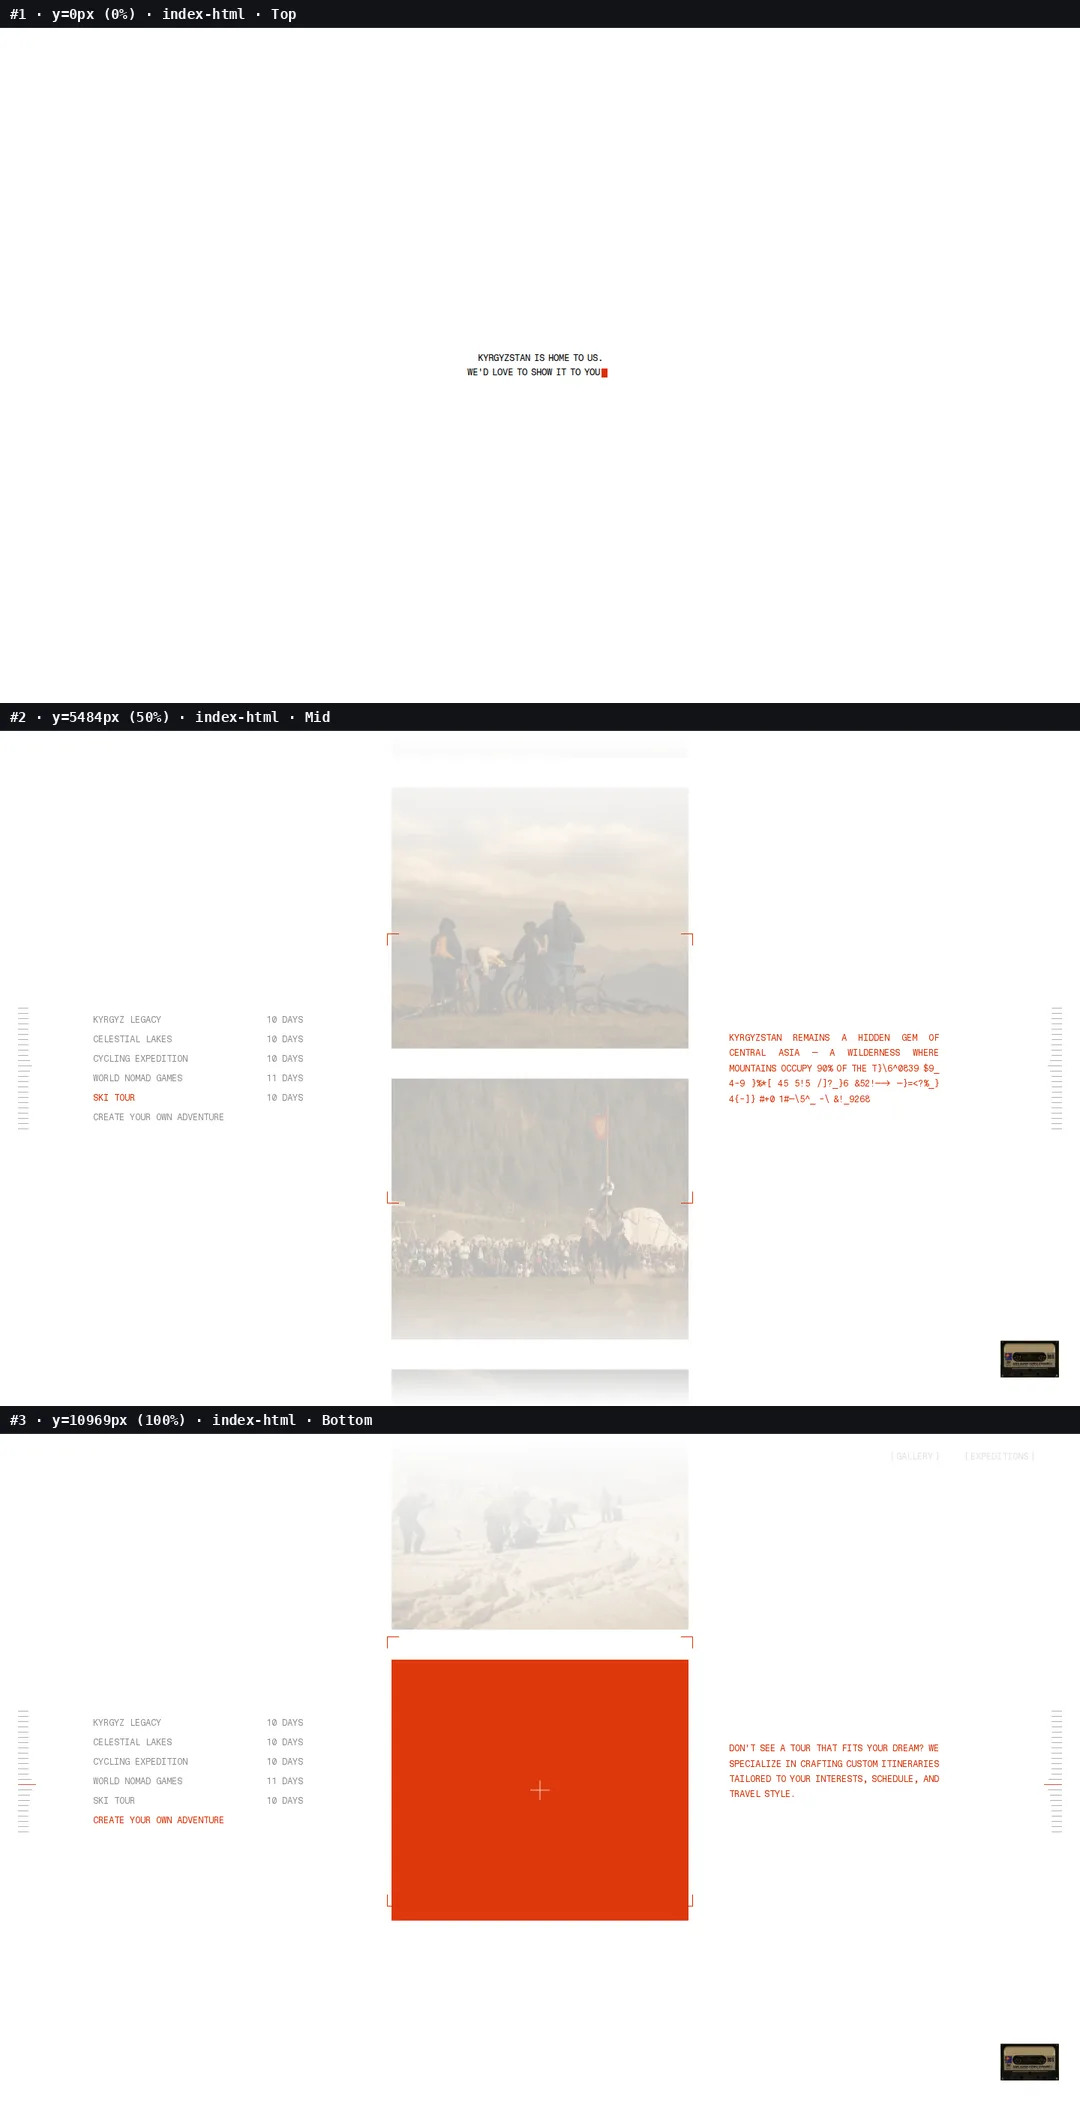 #1 · y=0px (0%) · index-html · Top
KYRGYZSTAN IS HOME TO US.
WE'D LOVE TO SHOW IT TO YOU
#2 · y=5484px (50%) · index-html · Mid
KYRGYZ LEGACY 10 DAYS
CELESTIAL LAKES 10 DAYS
CYCLING EXPEDITION 10 DAYS
WORLD NOMAD GAMES 11 DAYS
SKI TOUR 10 DAYS
CREATE YOUR OWN ADVENTURE
KYRGYZSTAN REMAINS A HIDDEN GEM OF
CENTRAL ASIA — A WILDERNESS WHERE
MOUNTAINS OCCUPY 90% OF THE
#3 · y=10969px (100%) · index-html · Bottom
[ GALLERY ] [ EXPEDITIONS ]
KYRGYZ LEGACY 10 DAYS
CELESTIAL LAKES 10 DAYS
CYCLING EXPEDITION 10 DAYS
WORLD NOMAD GAMES 11 DAYS
SKI TOUR 10 DAYS
CREATE YOUR OWN ADVENTURE
DON'T SEE A TOUR THAT FITS YOUR DREAM? WE
SPECIALIZE IN CRAFTING CUSTOM ITINERARIES
TAILORED TO YOUR INTERESTS, SCHEDULE, AND
TRAVEL STYLE.